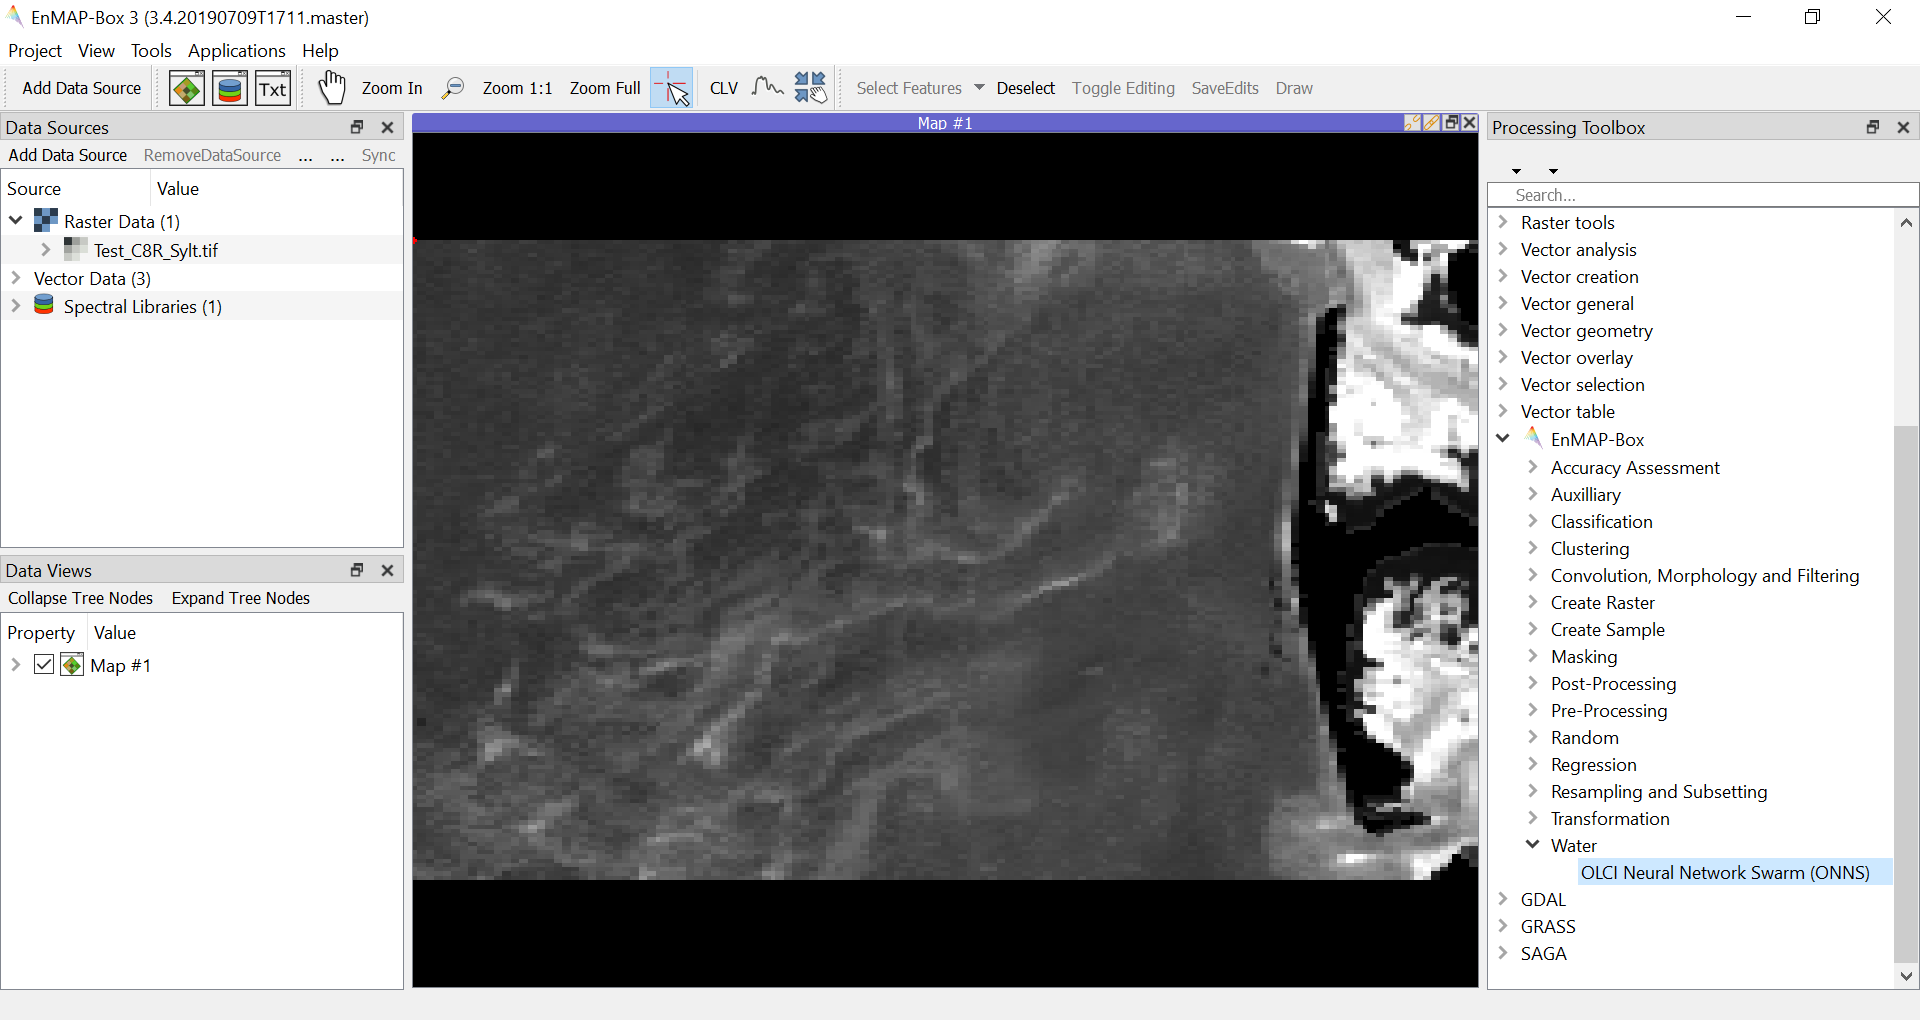 EnMAP-Box 3 (3.4.20190709T1711.master)
Project View Tools Applications Help
Add Data Source Txt Zoom In Zoom 1:1 Zoom Full CLV Select Features Deselect Toggle Editing SaveEdits Draw
Data Sources
Add Data Source RemoveDataSource ... ... Sync
Source Value
Raster Data (1)
Test_C8R_Sylt.tif
Vector Data (3)
Spectral Libraries (1)
Data Views
Collapse Tree Nodes Expand Tree Nodes
Property Value
Map #1
Map #1
Processing Toolbox
Search...
Raster tools
Vector analysis
Vector creation
Vector general
Vector geometry
Vector overlay
Vector selection
Vector table
EnMAP-Box
Accuracy Assessment
Auxilliary
Classification
Clustering
Convolution, Morphology and Filtering
Create Raster
Create Sample
Masking
Post-Processing
Pre-Processing
Random
Regression
Resampling and Subsetting
Transformation
Water
OLCI Neural Network Swarm (ONNS)
GDAL
GRASS
SAGA